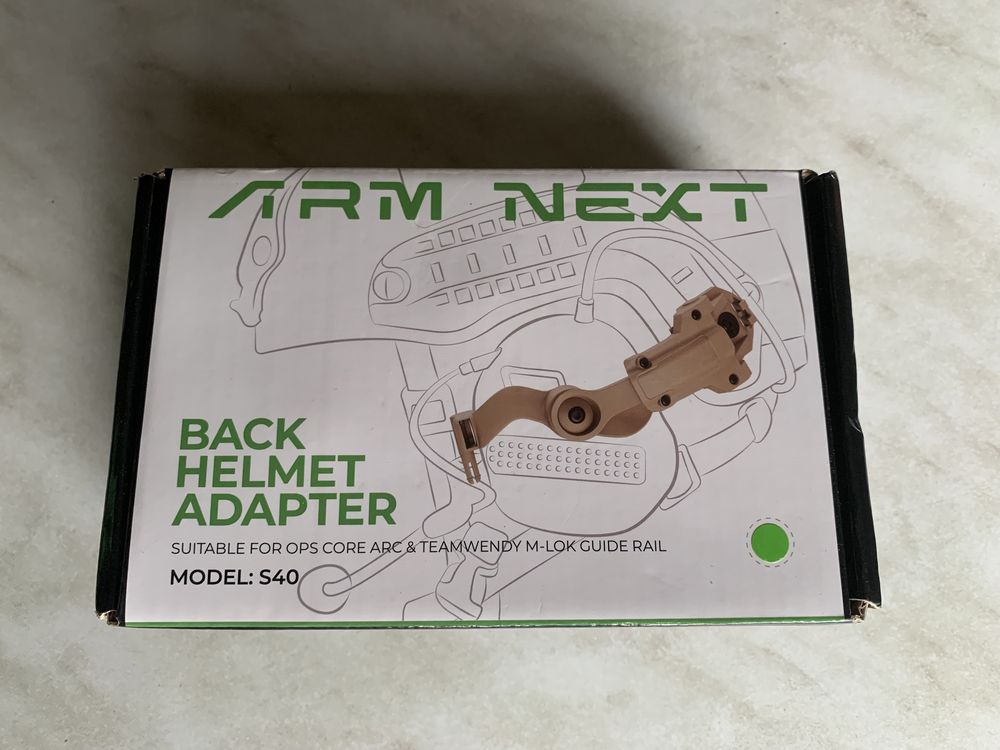 ARM NEXT
BACK
HELMET
ADAPTER
SUITABLE FOR OPS CORE ARC & TEAMWENDY M-LOK GUIDE RAIL
MODEL: S40